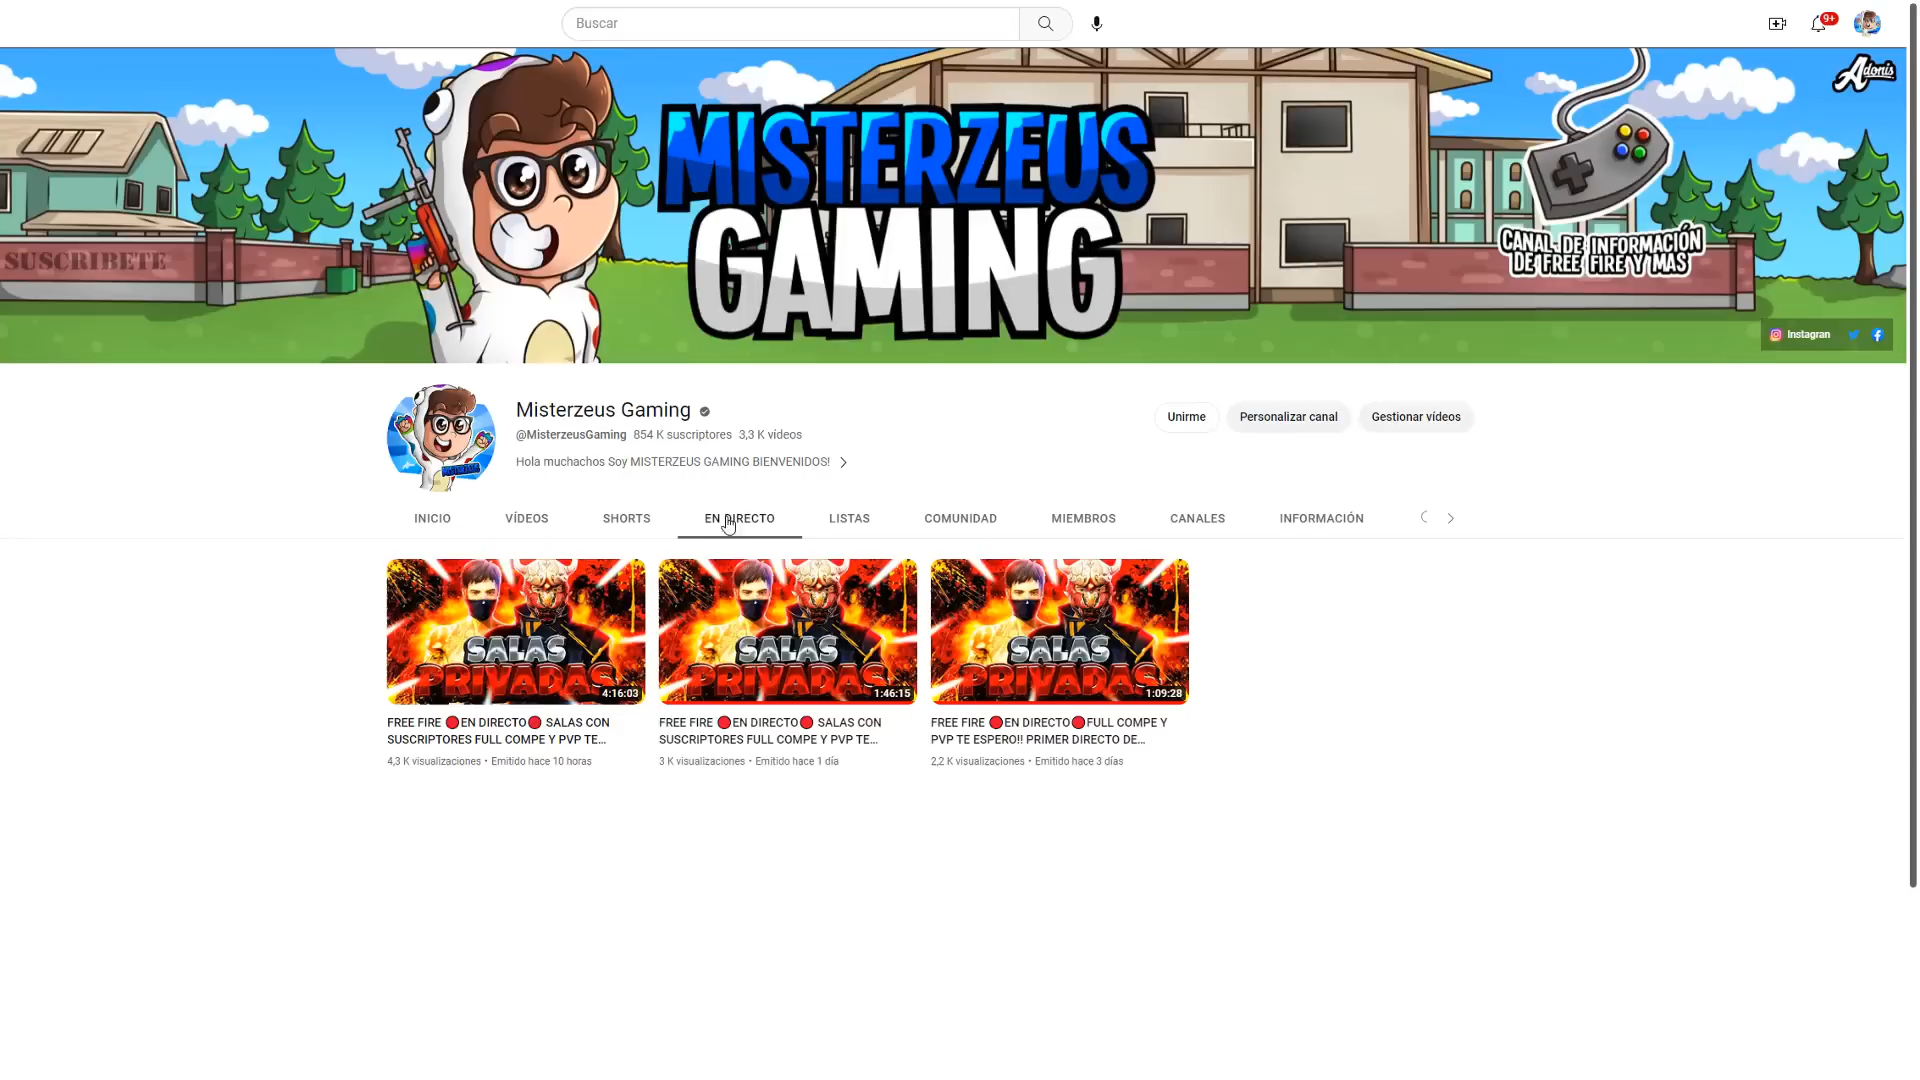 Buscar
9+
Adonis
MISTERZEUS
GAMING
SUSCRIBETE
CANAL DE INFORMACIÓN
DE FREE FIRE Y MAS
Instagran
Misterzeus Gaming
@MisterzeusGaming 854 K suscriptores 3,3 K vídeos
Hola muchachos Soy MISTERZEUS GAMING BIENVENIDOS!
Unirme
Personalizar canal
Gestionar vídeos
INICIO
VÍDEOS
SHORTS
EN DIRECTO
LISTAS
COMUNIDAD
MIEMBROS
CANALES
INFORMACIÓN
SALAS
PRIVADAS
4:16:03
SALAS
PRIVADAS
1:46:15
SALAS
PRIVADAS
1:09:28
FREE FIRE 🔴EN DIRECTO🔴 SALAS CON
SUSCRIPTORES FULL COMPE Y PVP TE...
4,3 K visualizaciones • Emitido hace 10 horas
FREE FIRE 🔴EN DIRECTO🔴 SALAS CON
SUSCRIPTORES FULL COMPE Y PVP TE...
3 K visualizaciones • Emitido hace 1 día
FREE FIRE 🔴EN DIRECTO🔴FULL COMPE Y
PVP TE ESPERO!! PRIMER DIRECTO DE...
2,2 K visualizaciones • Emitido hace 3 días